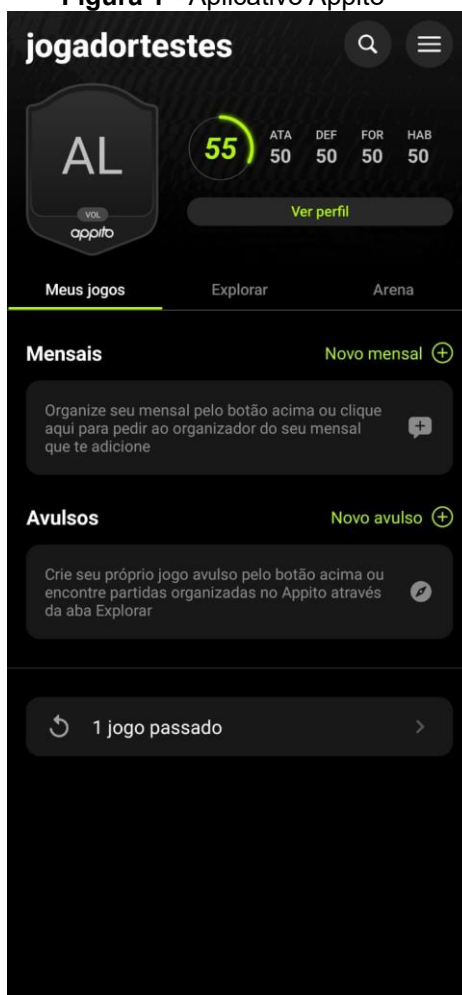 Figura 1 - Aplicativo Appito
jogadortestes
AL
VOL
appito
55
ATA DEF FOR HAB
50 50 50 50
Ver perfil
Meus jogos Explorar Arena
Mensais Novo mensal
Organize seu mensal pelo botão acima ou clique
aqui para pedir ao organizador do seu mensal
que te adicione
Avulsos Novo avulso
Crie seu próprio jogo avulso pelo botão acima ou
encontre partidas organizadas no Appito através
da aba Explorar
1 jogo passado